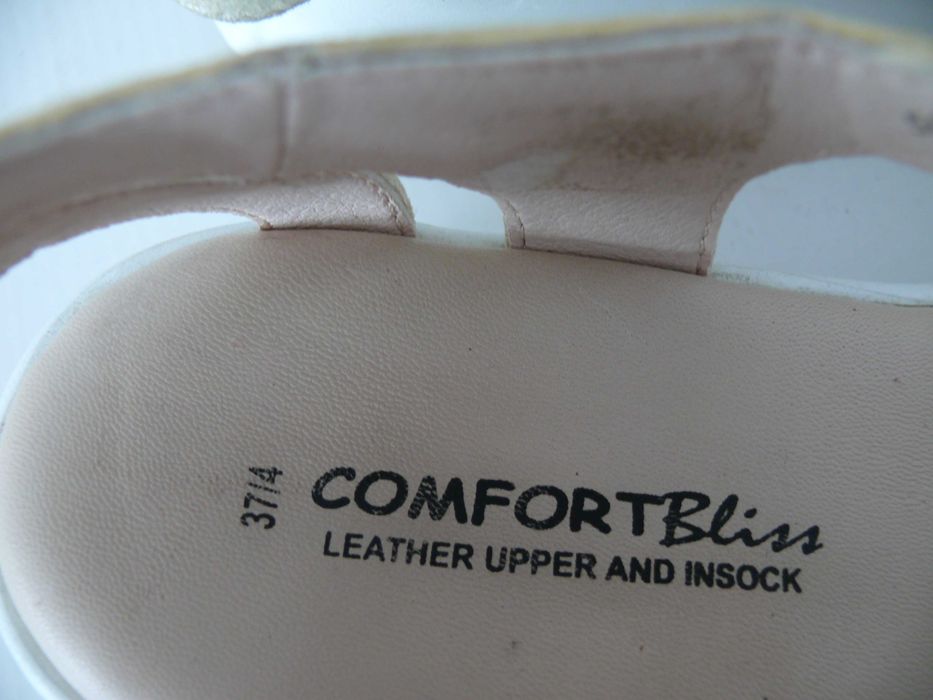 37/4
COMFORTBliss
LEATHER UPPER AND INSOCK